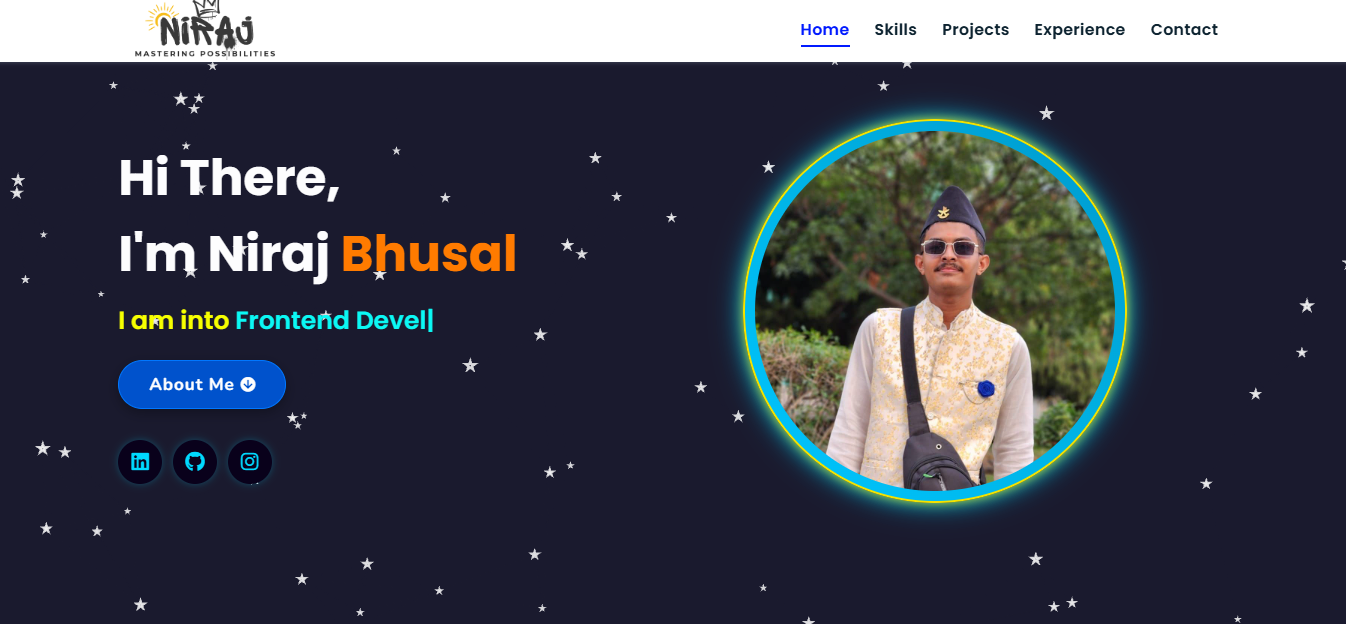 NiRAJ
MASTERING POSSIBILITIES
Home Skills Projects Experience Contact
Hi There,
I'm Niraj Bhusal
I am into Frontend Devel|
About Me